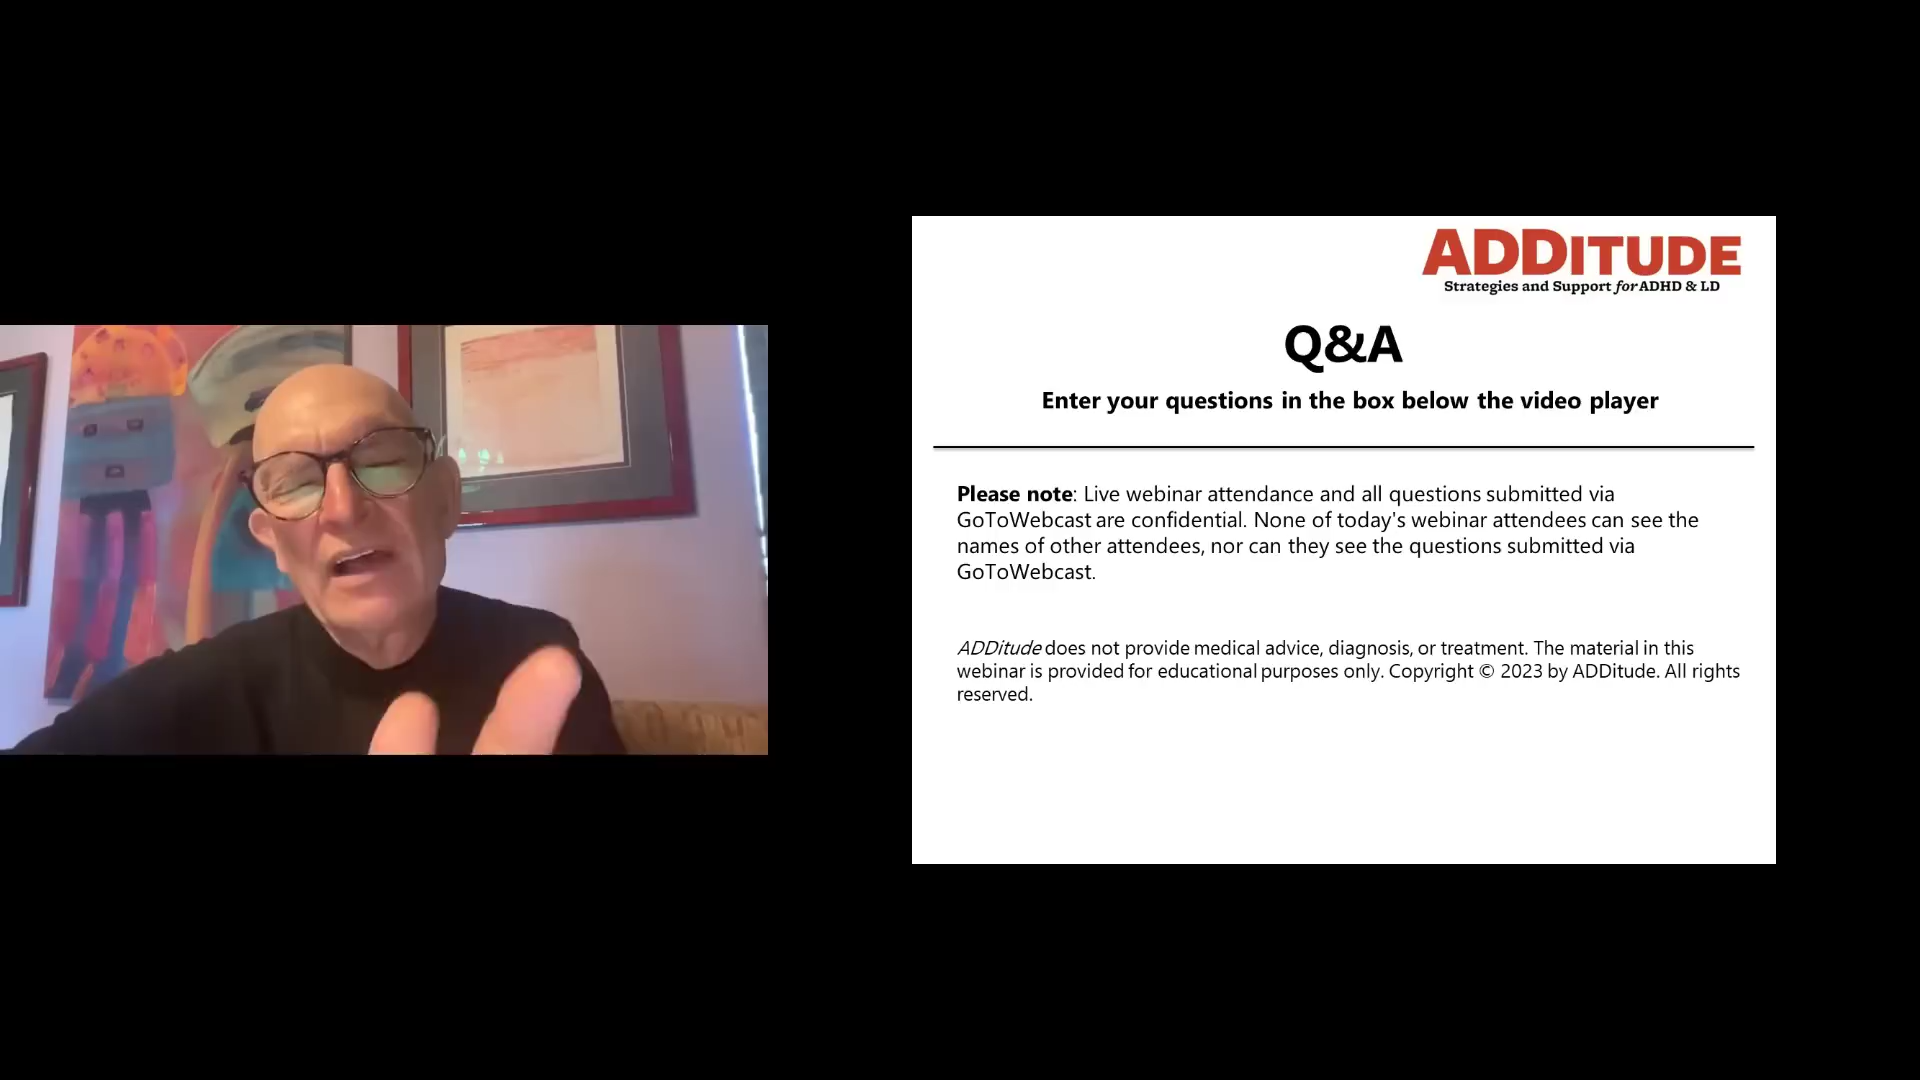 ADDITUDE
Strategies and Support for ADHD & LD
Q&A
Enter your questions in the box below the video player
Please note: Live webinar attendance and all questions submitted via
GoToWebcast are confidential. None of today's webinar attendees can see the
names of other attendees, nor can they see the questions submitted via
GoToWebcast.
ADDitude does not provide medical advice, diagnosis, or treatment. The material in this
webinar is provided for educational purposes only. Copyright © 2023 by ADDitude. All rights
reserved.